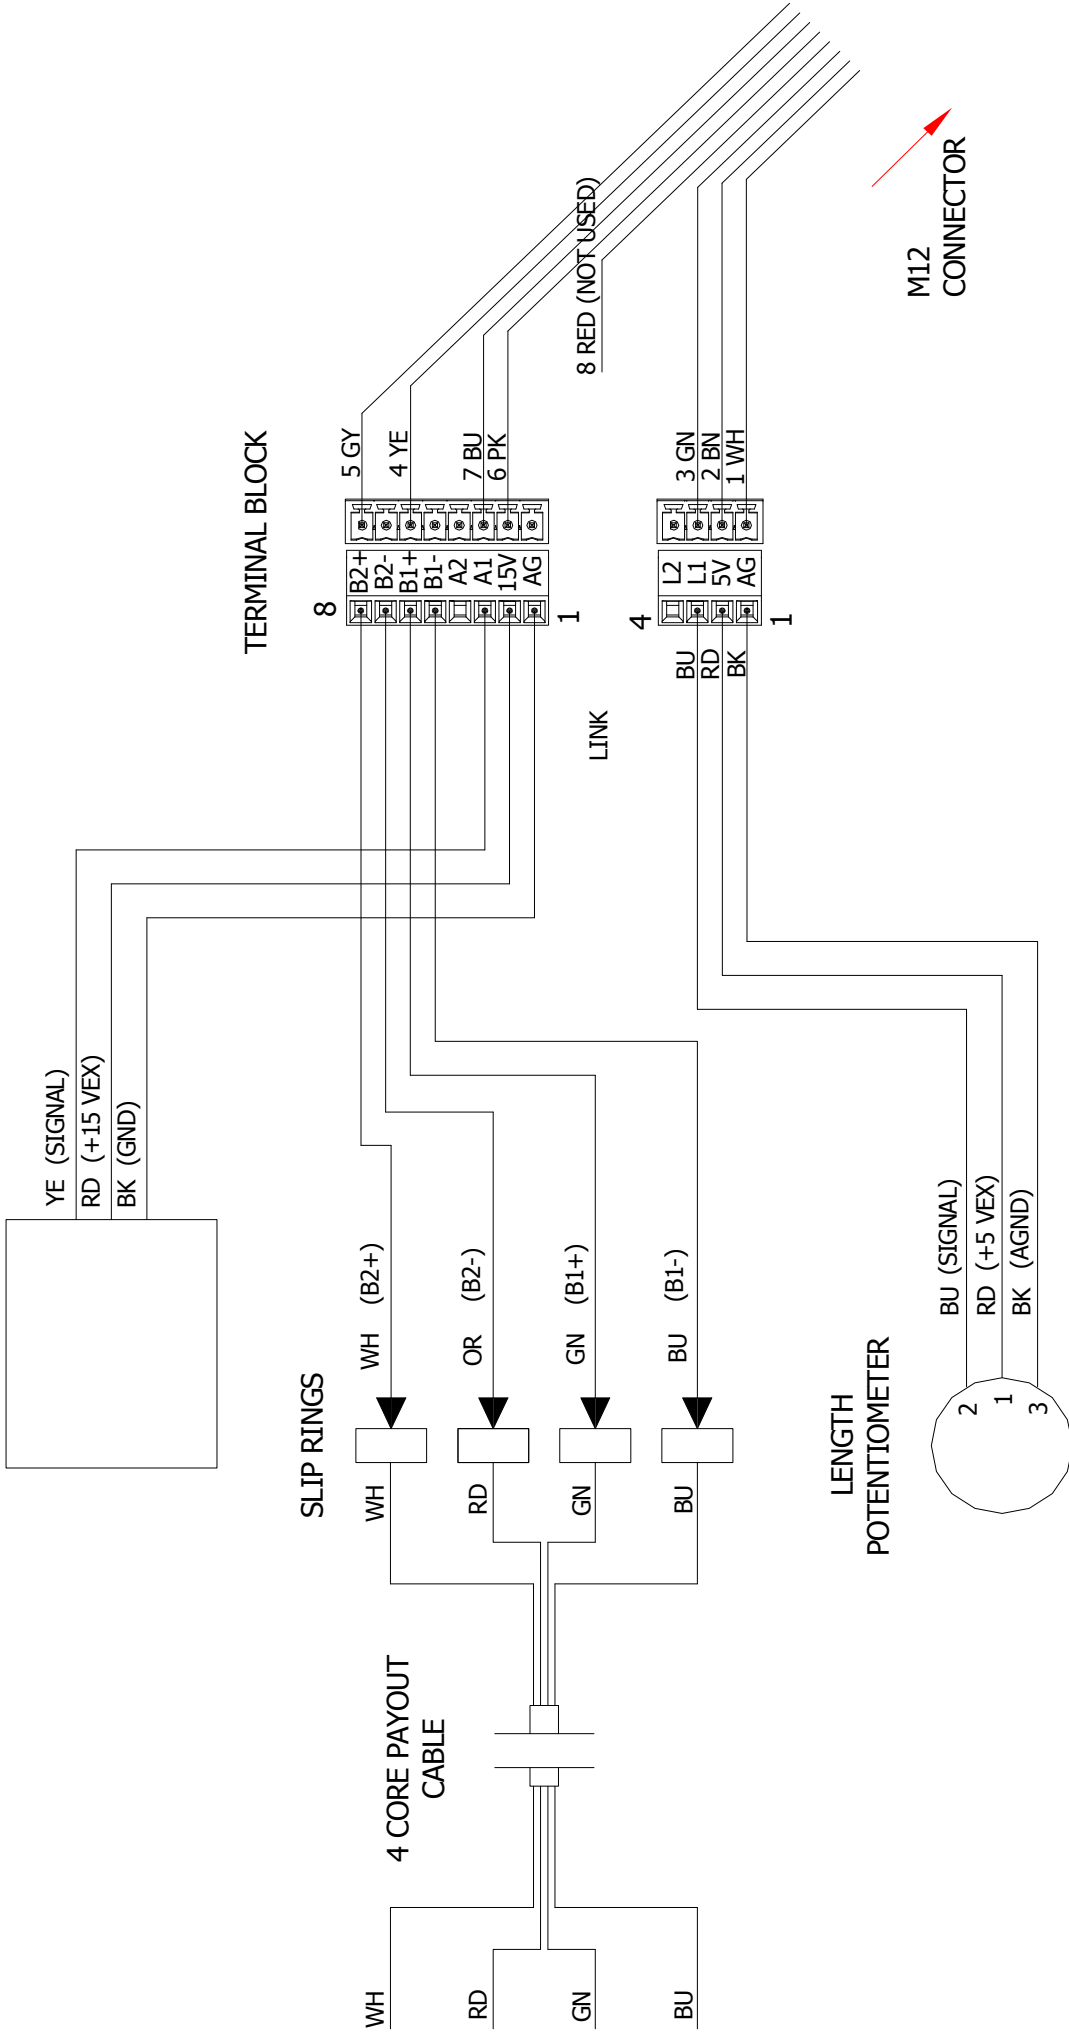 TERMINAL BLOCK
8
B2+
B2-
B1+
B1-
A2
A1
15V
AG
1
5 GY
4 YE
7 BU
6 PK
8 RED (NOT USED)
4
L2
L1
5V
AG
1
3 GN
2 BN
1 WH
BU
RD
BK
LINK
M12
CONNECTOR
YE (SIGNAL)
RD (+15 VEX)
BK (GND)
SLIP RINGS
WH (B2+)
OR (B2-)
GN (B1+)
BU (B1-)
WH
RD
GN
BU
LENGTH
POTENTIOMETER
BU (SIGNAL)
RD (+5 VEX)
BK (AGND)
2
1
3
4 CORE PAYOUT
CABLE
WH
RD
GN
BU